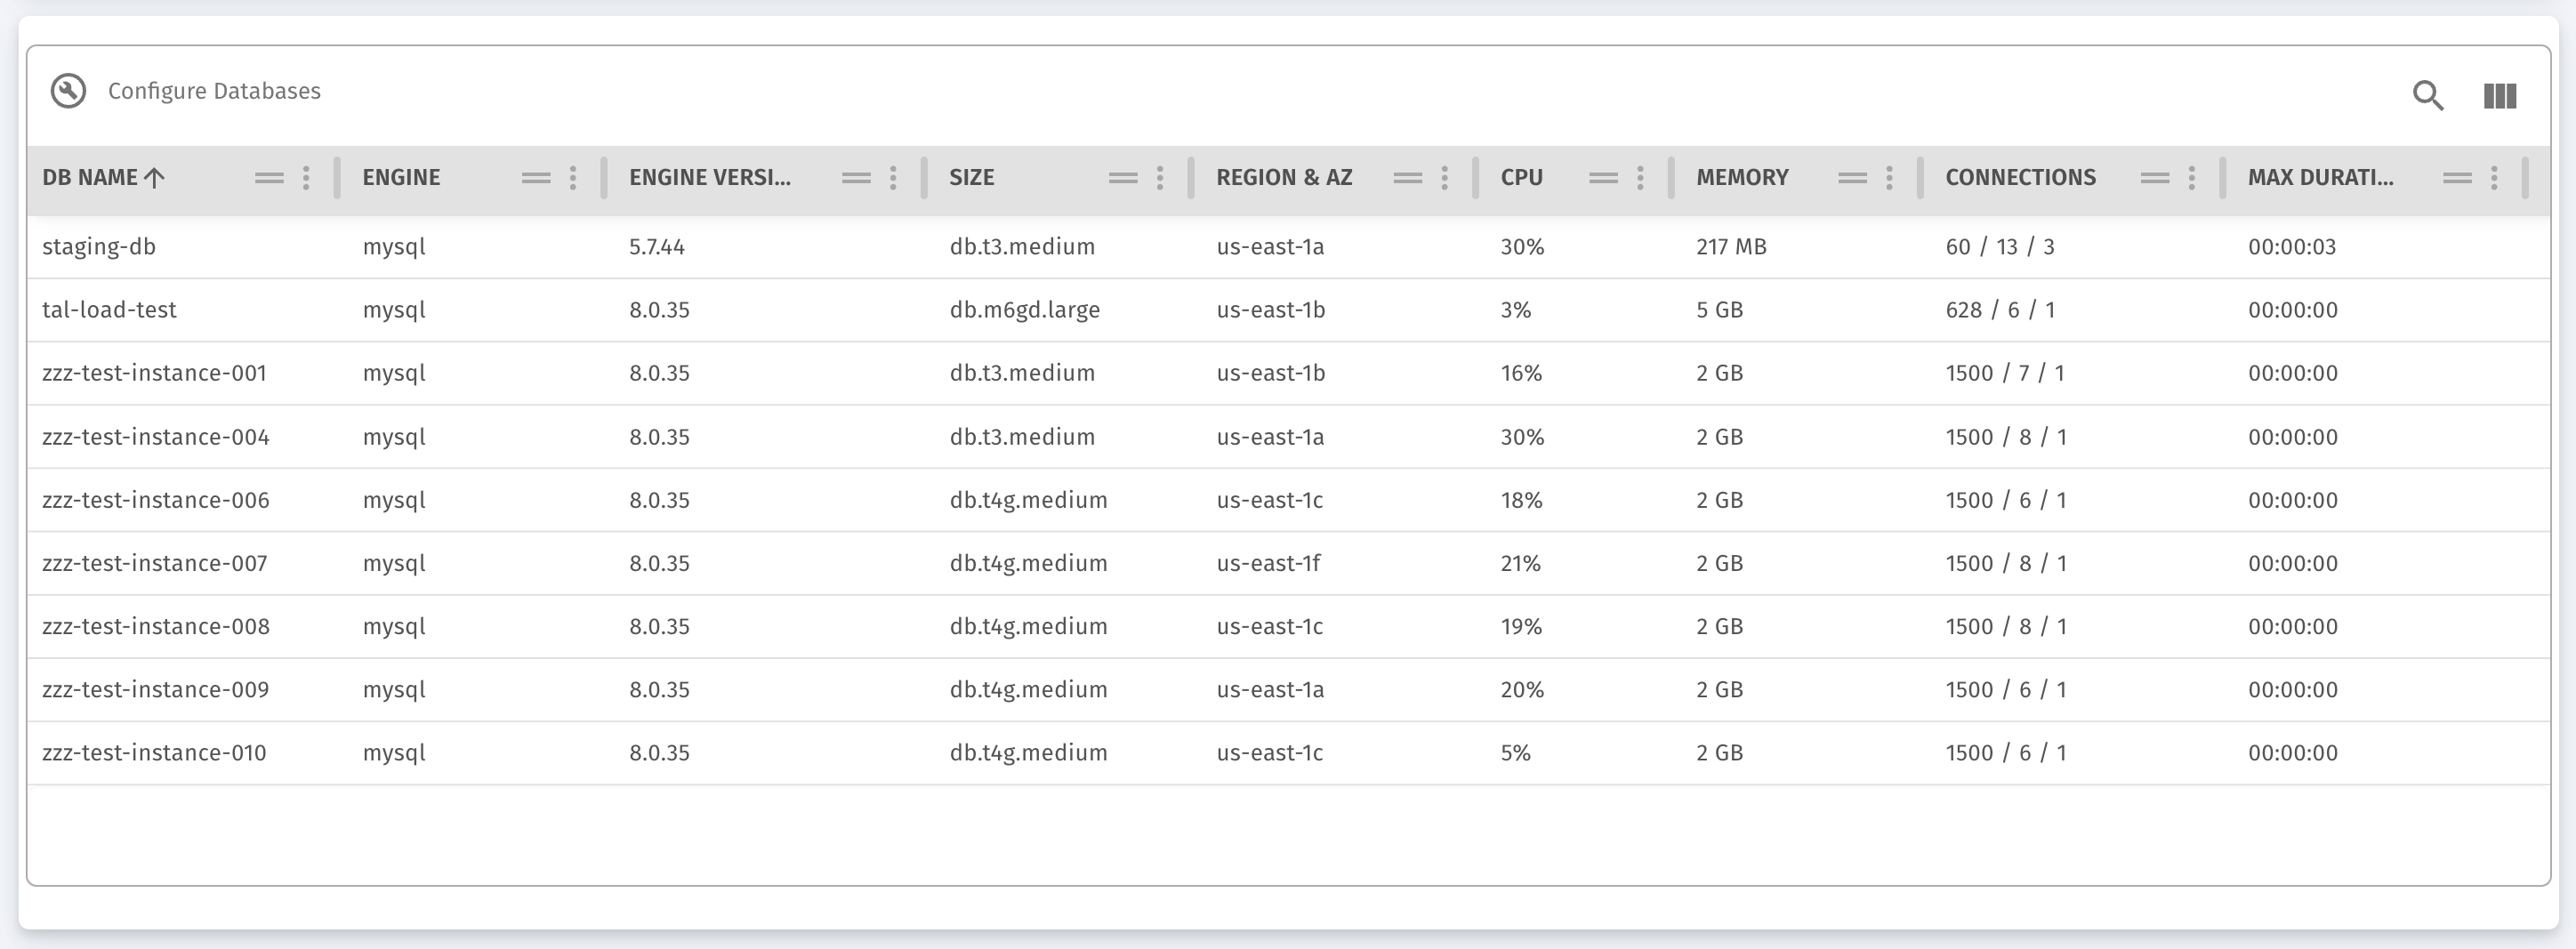 Configure Databases
DB NAME ENGINE ENGINE VERSI... SIZE REGION & AZ CPU MEMORY CONNECTIONS MAX DURATI...
staging-db mysql 5.7.44 db.t3.medium us-east-1a 30% 217 MB 60 / 13 / 3 00:00:03
tal-load-test mysql 8.0.35 db.m6gd.large us-east-1b 3% 5 GB 628 / 6 / 1 00:00:00
zzz-test-instance-001 mysql 8.0.35 db.t3.medium us-east-1b 16% 2 GB 1500 / 7 / 1 00:00:00
zzz-test-instance-004 mysql 8.0.35 db.t3.medium us-east-1a 30% 2 GB 1500 / 8 / 1 00:00:00
zzz-test-instance-006 mysql 8.0.35 db.t4g.medium us-east-1c 18% 2 GB 1500 / 6 / 1 00:00:00
zzz-test-instance-007 mysql 8.0.35 db.t4g.medium us-east-1f 21% 2 GB 1500 / 8 / 1 00:00:00
zzz-test-instance-008 mysql 8.0.35 db.t4g.medium us-east-1c 19% 2 GB 1500 / 8 / 1 00:00:00
zzz-test-instance-009 mysql 8.0.35 db.t4g.medium us-east-1a 20% 2 GB 1500 / 6 / 1 00:00:00
zzz-test-instance-010 mysql 8.0.35 db.t4g.medium us-east-1c 5% 2 GB 1500 / 6 / 1 00:00:00